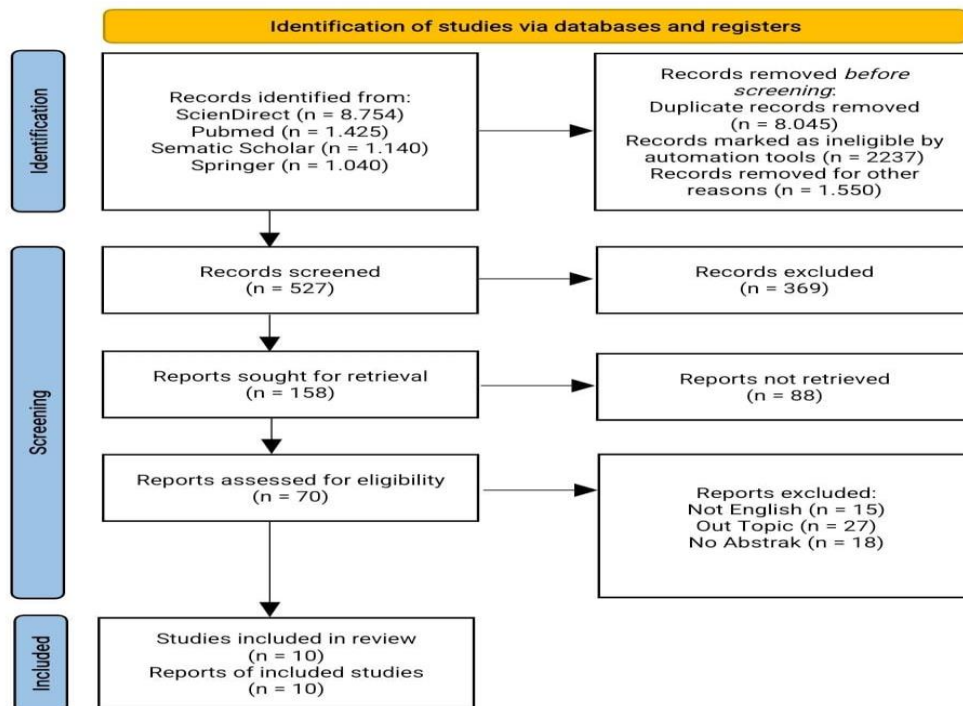 Identification of studies via databases and registers
Identification
Records identified from:
ScienDirect (n = 8.754)
Pubmed (n = 1.425)
Sematic Scholar (n = 1.140)
Springer (n = 1.040)
Records removed before
screening:
Duplicate records removed
(n = 8.045)
Records marked as ineligible by
automation tools (n = 2237)
Records removed for other
reasons (n = 1.550)
Screening
Records screened
(n = 527)
Records excluded
(n = 369)
Reports sought for retrieval
(n = 158)
Reports not retrieved
(n = 88)
Reports assessed for eligibility
(n = 70)
Reports excluded:
Not English (n = 15)
Out Topic (n = 27)
No Abstrak (n = 18)
Included
Studies included in review
(n = 10)
Reports of included studies
(n = 10)